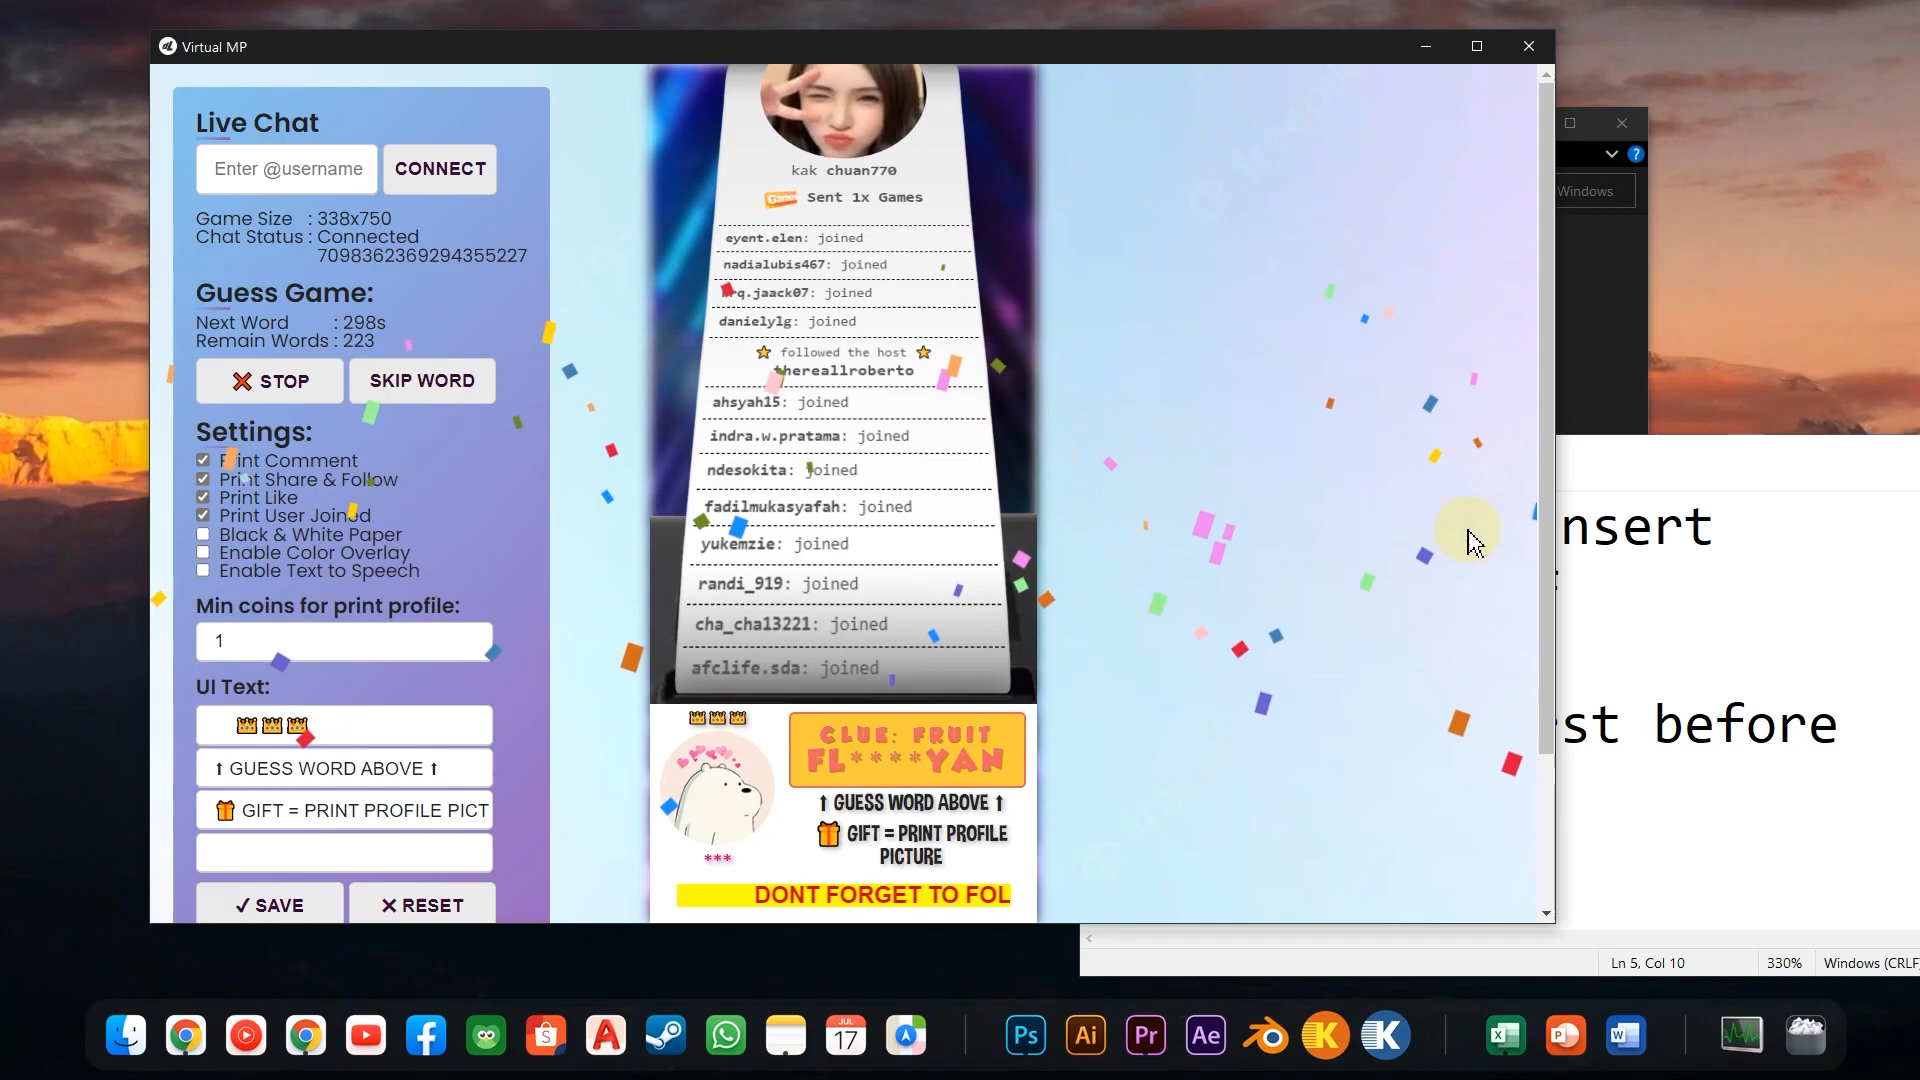 Virtual MP
Live Chat
Enter @username
CONNECT
Game Size : 338x750
Chat Status : Connected
7098362369294355227
Guess Game:
Next Word : 298s
Remain Words : 223
❌ STOP
SKIP WORD
Settings:
Print Comment
Print Share & Follow
Print Like
Print User Joined
Black & White Paper
Enable Color Overlay
Enable Text to Speech
Min coins for print profile:
1
UI Text:
👑👑👑
⬆ GUESS WORD ABOVE ⬆
🎁 GIFT = PRINT PROFILE PICT
✓ SAVE
✕ RESET
kak chuan770
Game
Sent 1x Games
eyent.elen: joined
nadialubis467: joined
rq.jaack07: joined
danielylg: joined
⭐ followed the host ⭐
thereallroberto
ahsyah15: joined
indra.w.pratama: joined
ndesokita: joined
fadilmukasyafah: joined
yukemzie: joined
randi_919: joined
cha_cha13221: joined
afclife.sda: joined
👑👑👑
***
CLUE: FRUIT
FL****YAN
⬆ GUESS WORD ABOVE ⬆
🎁 GIFT = PRINT PROFILE
PICTURE
DONT FORGET TO FOL
Windows
nsert
st before
Ln 5, Col 10
330%
Windows (CRLF
JUL
17
Ps
Ai
Pr
Ae
K
K
X
P
W